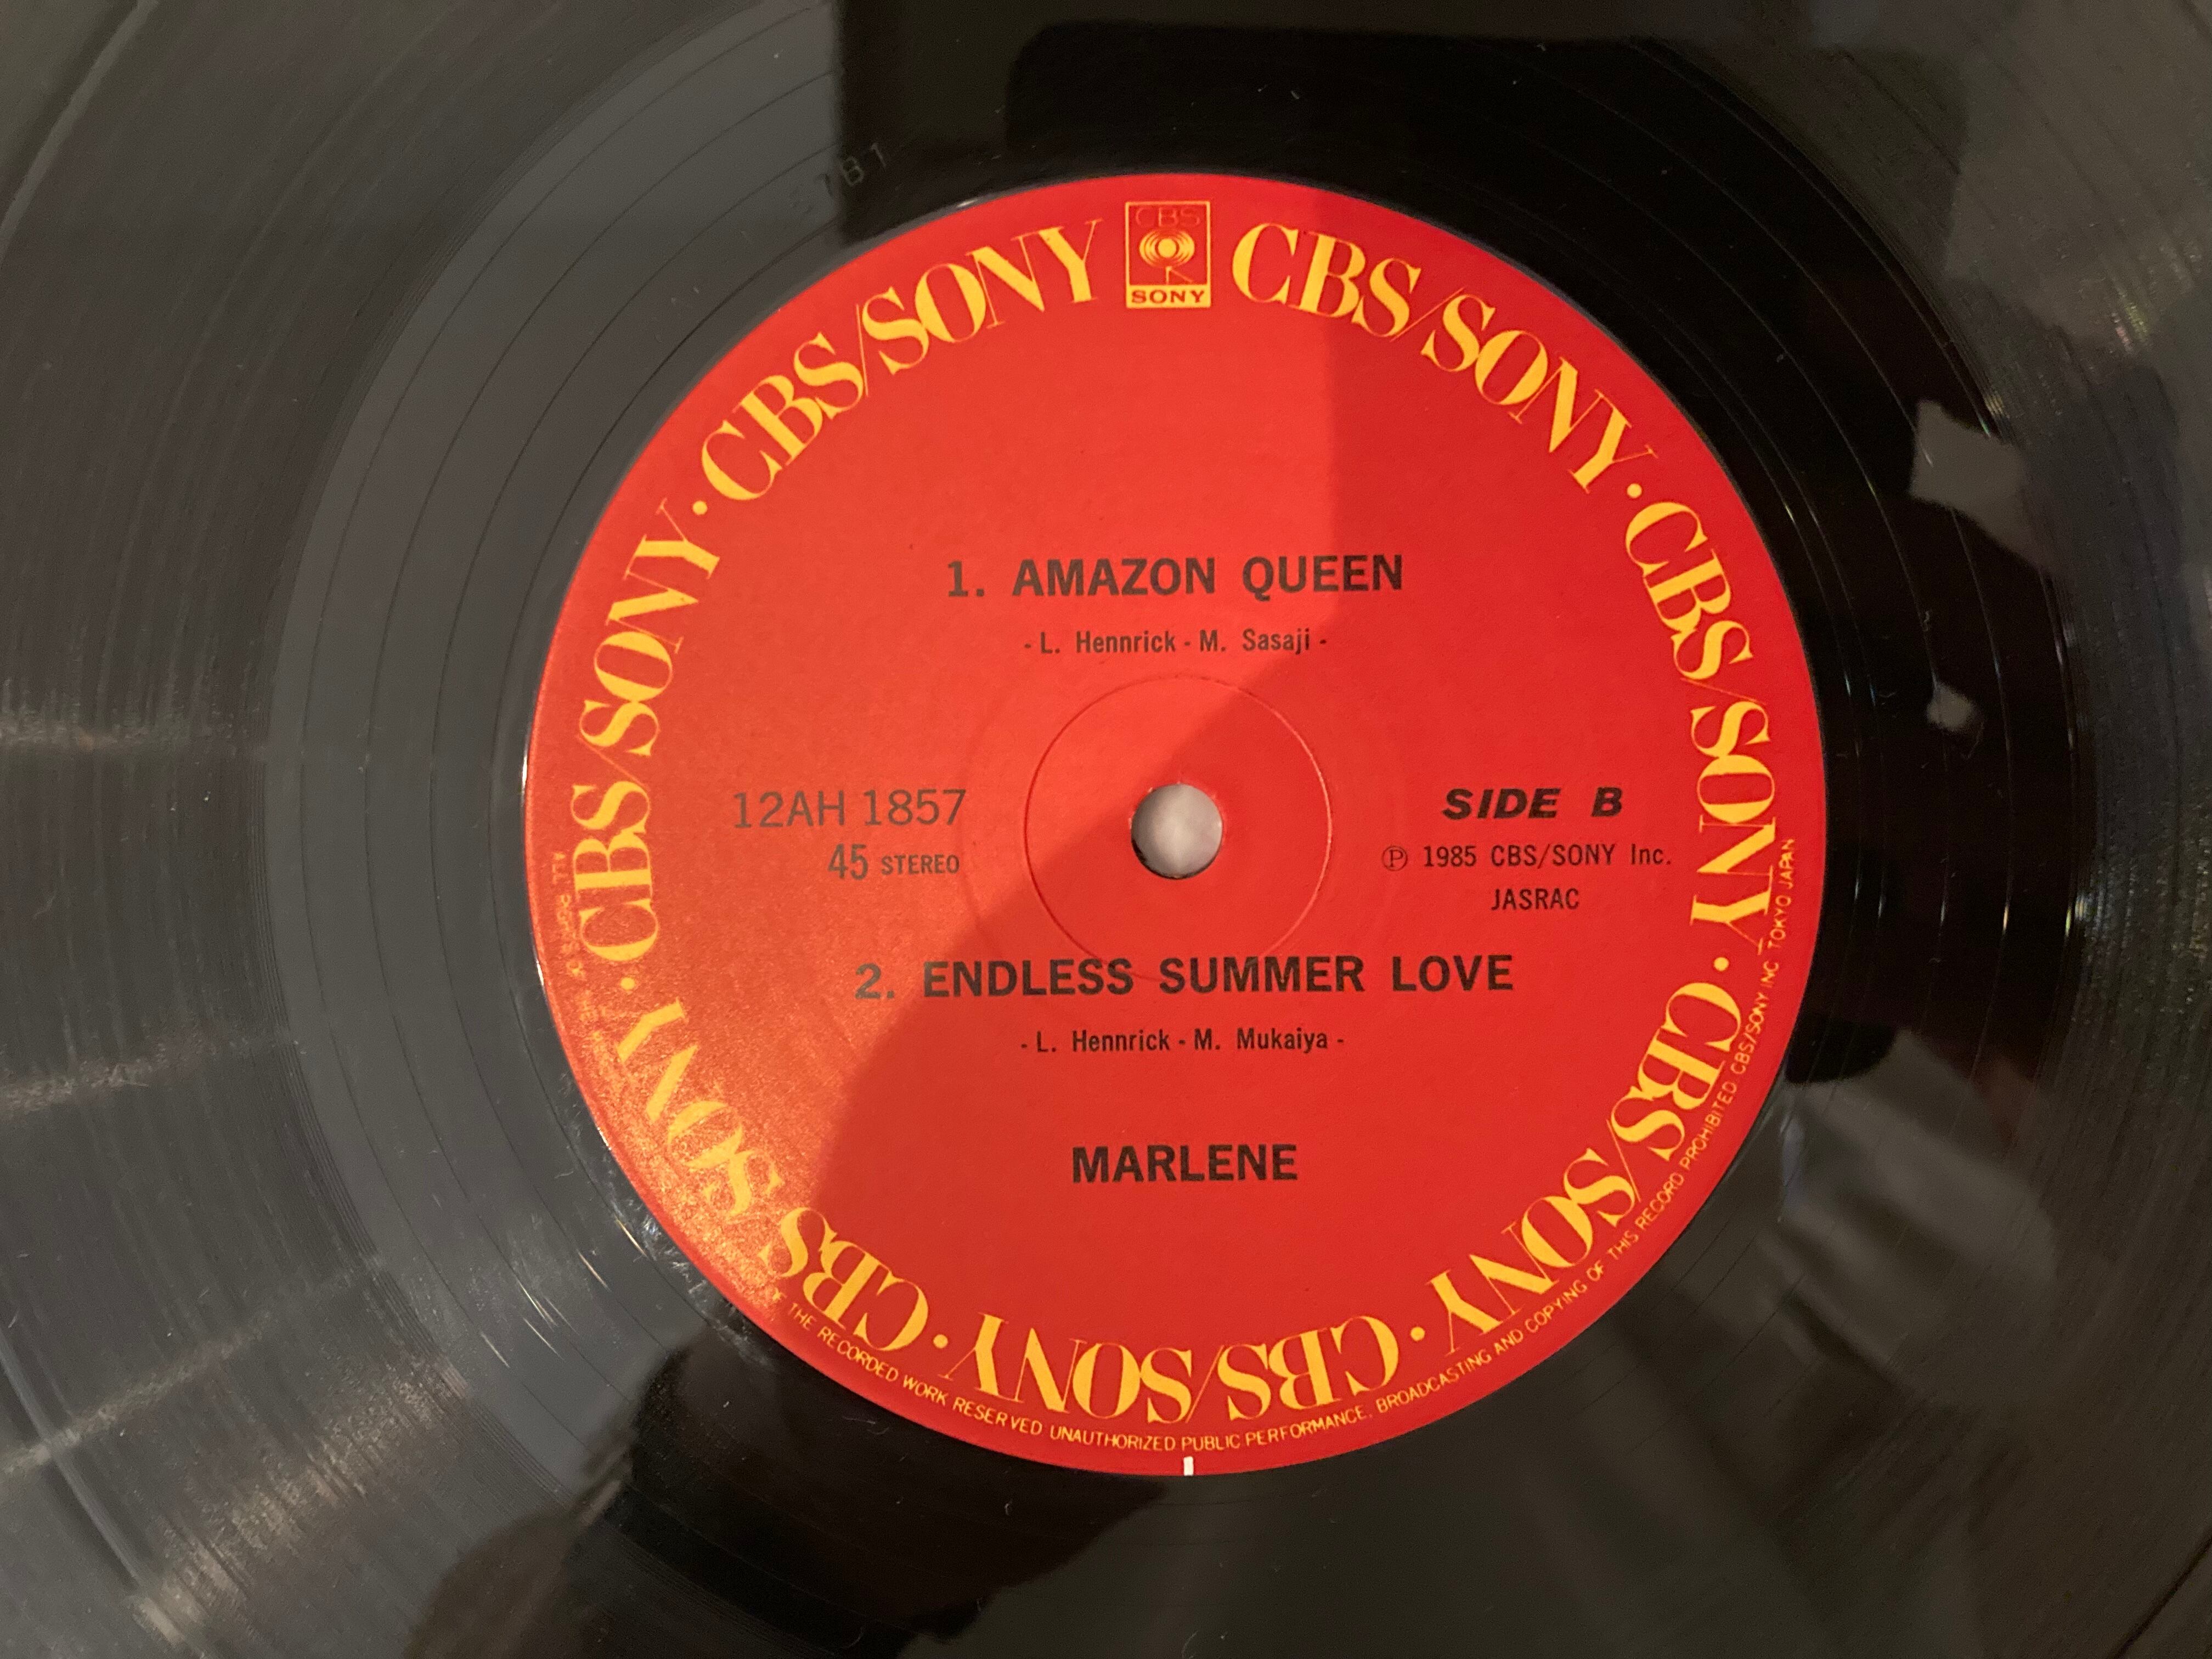 CBS
SONY
CBS/SONY · CBS/SONY · CBS/SONY · CBS/SONY · CBS/SONY · CBS/SONY · CBS/SONY · CBS/SONY
1. AMAZON QUEEN
- L. Hennrick - M. Sasaji -
12AH 1857
45 STEREO
SIDE B
Ⓟ 1985 CBS/SONY Inc.
JASRAC
2. ENDLESS SUMMER LOVE
- L. Hennrick - M. Mukaiya -
MARLENE
ALL OF THE RECORDED WORK RESERVED UNAUTHORIZED PUBLIC PERFORMANCE, BROADCASTING AND COPYING OF THIS RECORD PROHIBITED CBS/SONY INC TOKYO JAPAN